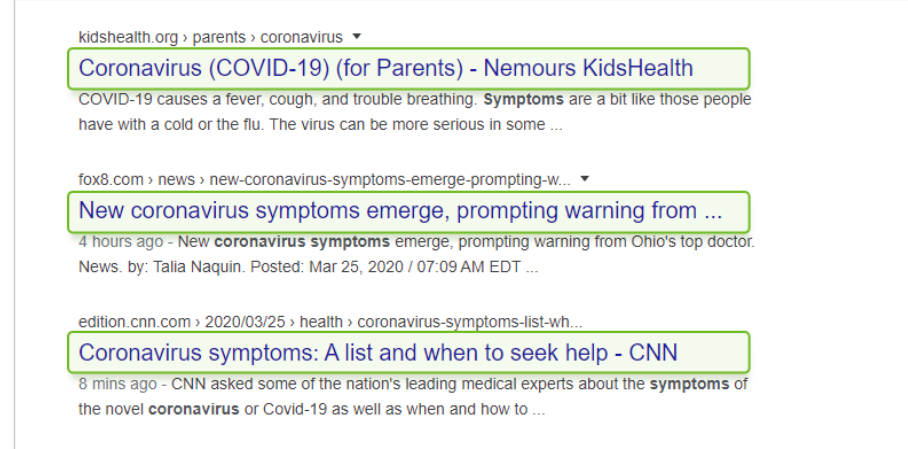 kidshealth.org › parents › coronavirus
Coronavirus (COVID-19) (for Parents) - Nemours KidsHealth
COVID-19 causes a fever, cough, and trouble breathing. Symptoms are a bit like those people
have with a cold or the flu. The virus can be more serious in some ...
fox8.com › news › new-coronavirus-symptoms-emerge-prompting-w...
New coronavirus symptoms emerge, prompting warning from ...
4 hours ago - New coronavirus symptoms emerge, prompting warning from Ohio's top doctor.
News. by: Talia Naquin. Posted: Mar 25, 2020 / 07:09 AM EDT ...
edition.cnn.com › 2020/03/25 › health › coronavirus-symptoms-list-wh...
Coronavirus symptoms: A list and when to seek help - CNN
8 mins ago - CNN asked some of the nation's leading medical experts about the symptoms of
the novel coronavirus or Covid-19 as well as when and how to ...